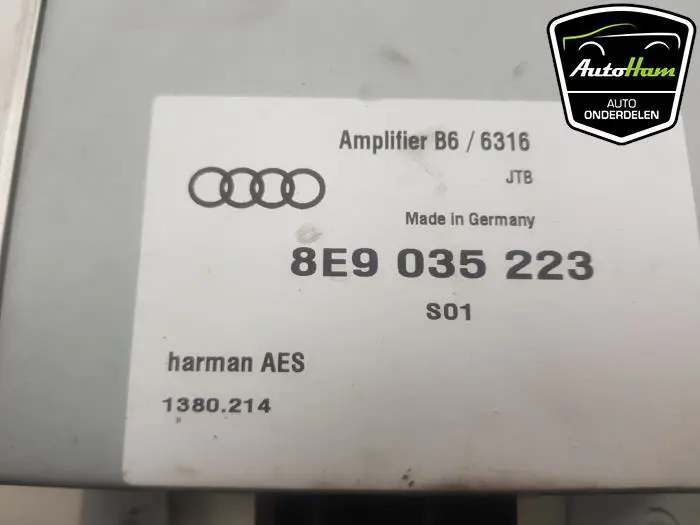 AutoHam
AUTO
ONDERDELEN
Amplifier B6 / 6316
JTB
Made in Germany
8E9 035 223
S01
harman AES
1380.214